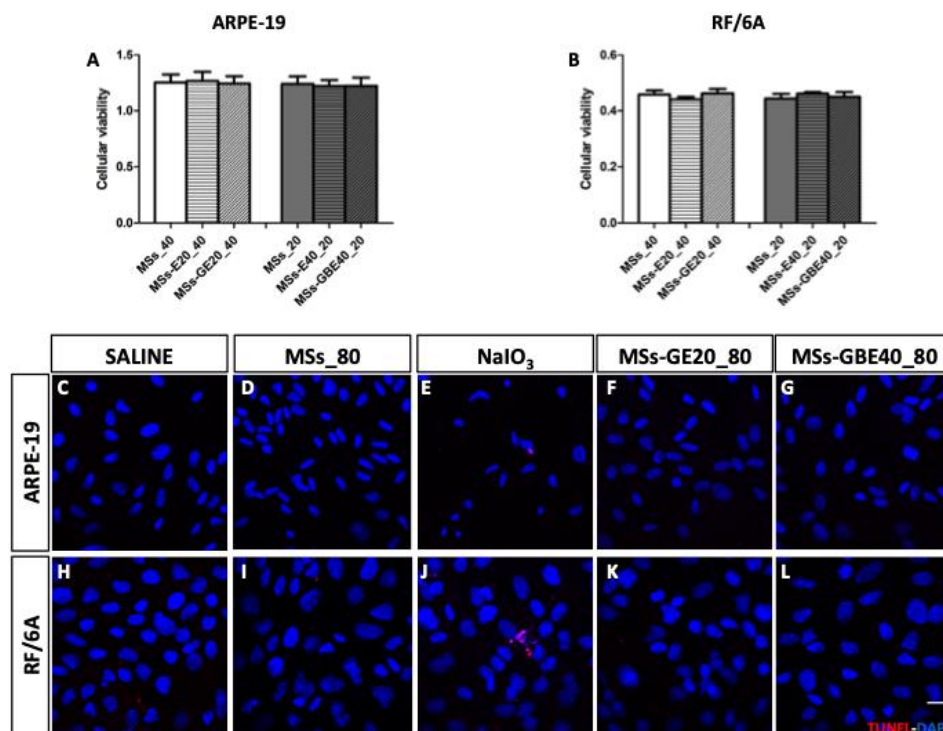 ARPE-19
RF/6A
A
1.5
1.0
0.5
0.0
Cellular viability
MSs_40
MSs-E20_40
MSs-GE20_40
MSs_20
MSs-E40_20
MSs-GBE40_20
B
0.6
0.4
0.2
0.0
Cellular viability
MSs_40
MSs-E20_40
MSs-GE20_40
MSs_20
MSs-E40_20
MSs-GBE40_20
SALINE
MSs_80
NaIO₃
MSs-GE20_80
MSs-GBE40_80
ARPE-19
C
D
E
F
G
RF/6A
H
I
J
K
L
TUNEL-DAP